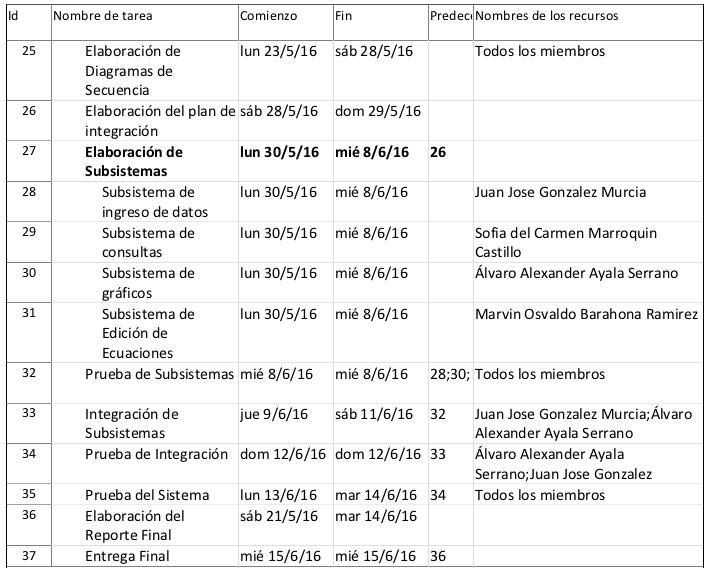 Id Nombre de tarea Comienzo Fin Predec Nombres de los recursos
25 Elaboración de lun 23/5/16 sáb 28/5/16 Todos los miembros
Diagramas de
Secuencia
26 Elaboración del plan de sáb 28/5/16 dom 29/5/16
integración
27 Elaboración de lun 30/5/16 mié 8/6/16 26
Subsistemas
28 Subsistema de lun 30/5/16 mié 8/6/16 Juan Jose Gonzalez Murcia
ingreso de datos
29 Subsistema de lun 30/5/16 mié 8/6/16 Sofia del Carmen Marroquin
consultas Castillo
30 Subsistema de lun 30/5/16 mié 8/6/16 Álvaro Alexander Ayala Serrano
gráficos
31 Subsistema de lun 30/5/16 mié 8/6/16 Marvin Osvaldo Barahona Ramirez
Edición de
Ecuaciones
32 Prueba de Subsistemas mié 8/6/16 mié 8/6/16 28;30; Todos los miembros
33 Integración de jue 9/6/16 sáb 11/6/16 32 Juan Jose Gonzalez Murcia;Álvaro
Subsistemas Alexander Ayala Serrano
34 Prueba de Integración dom 12/6/16 dom 12/6/16 33 Álvaro Alexander Ayala
Serrano;Juan Jose Gonzalez
35 Prueba del Sistema lun 13/6/16 mar 14/6/16 34 Todos los miembros
36 Elaboración del sáb 21/5/16 mar 14/6/16
Reporte Final
37 Entrega Final mié 15/6/16 mié 15/6/16 36